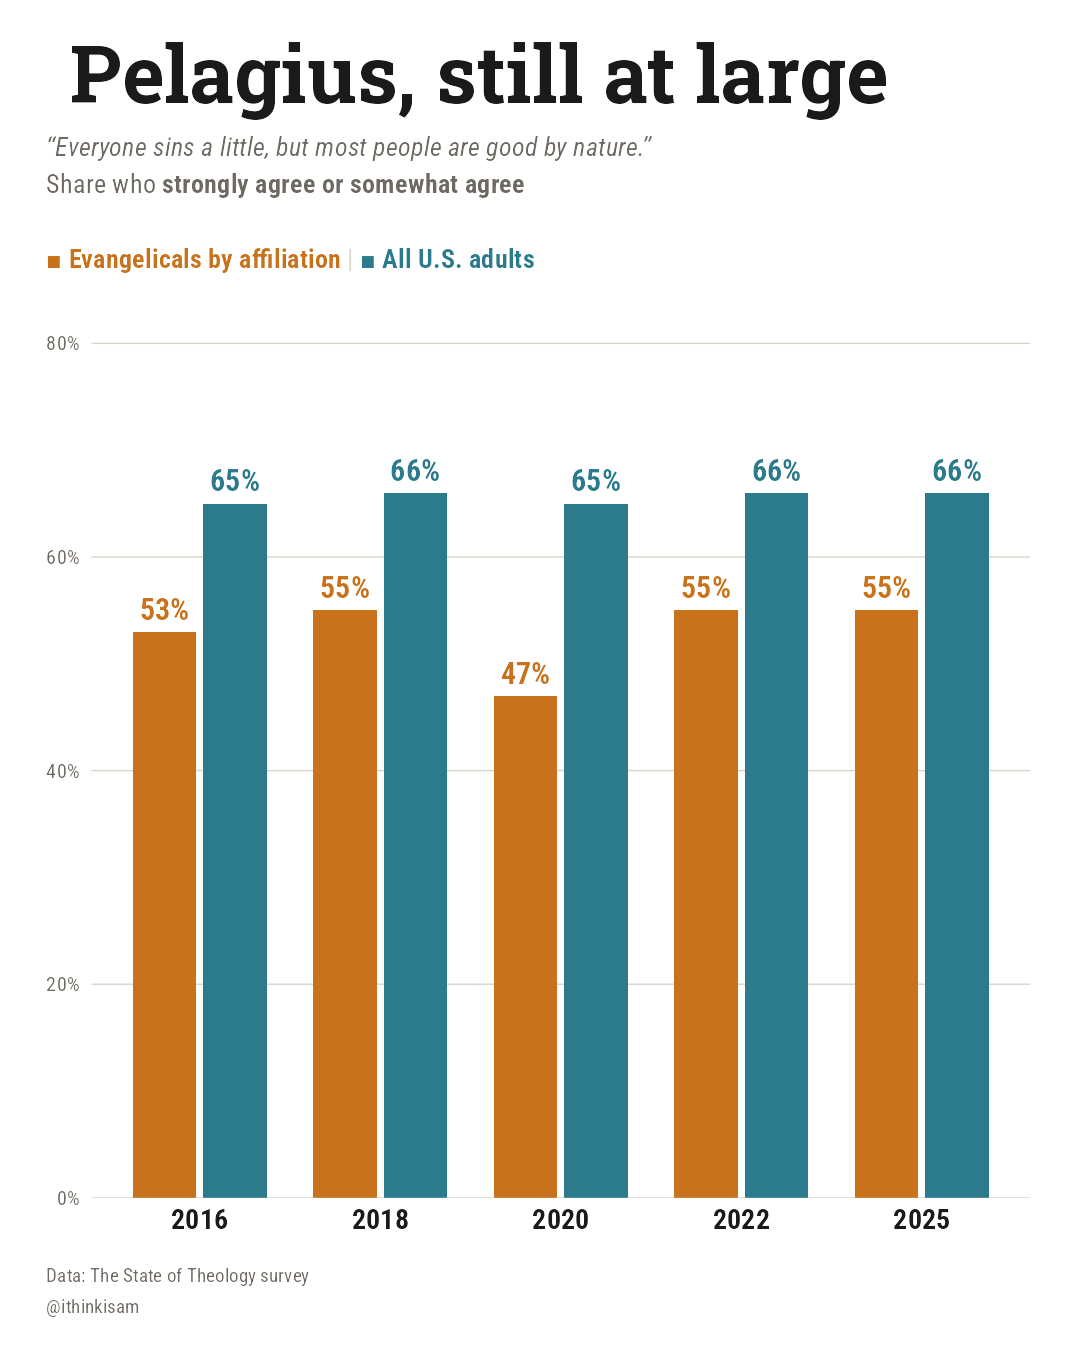 Pelagius, still at large
“Everyone sins a little, but most people are good by nature.”
Share who strongly agree or somewhat agree
■ Evangelicals by affiliation | ■ All U.S. adults
80%
66%
66%
66%
65%
65%
60%
55%
55%
55%
53%
47%
40%
20%
0%
2016 2018 2020 2022 2025
Data: The State of Theology survey
@ithinkisam